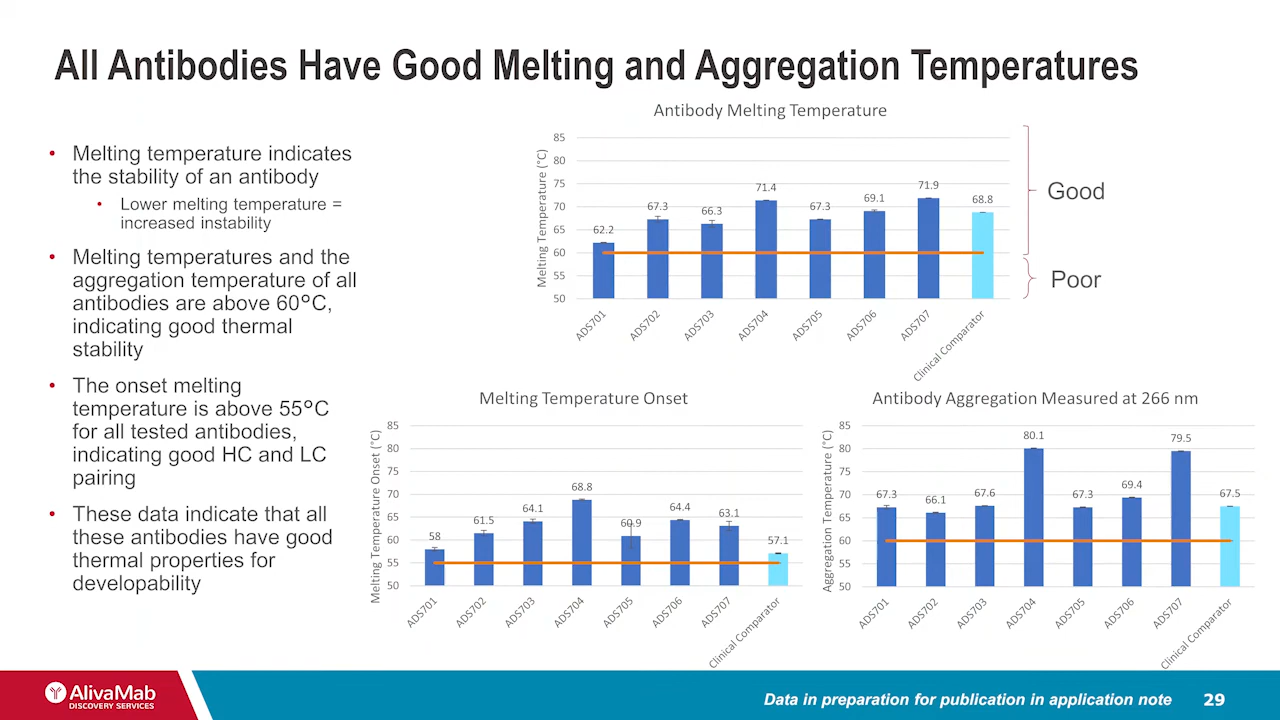 All Antibodies Have Good Melting and Aggregation Temperatures
• Melting temperature indicates
the stability of an antibody
• Lower melting temperature =
increased instability
• Melting temperatures and the
aggregation temperature of all
antibodies are above 60°C,
indicating good thermal
stability
• The onset melting
temperature is above 55°C
for all tested antibodies,
indicating good HC and LC
pairing
• These data indicate that all
these antibodies have good
thermal properties for
developability
Antibody Melting Temperature
Melting Temperature (°C)
85
80
75
70
65
60
55
50
62.2
67.3
66.3
71.4
67.3
69.1
71.9
68.8
ADS701
ADS702
ADS703
ADS704
ADS705
ADS706
ADS707
Clinical Comparator
Good
Poor
Melting Temperature Onset
Melting Temperature Onset (°C)
85
80
75
70
65
60
55
50
58
61.5
64.1
68.8
60.9
64.4
63.1
57.1
ADS701
ADS702
ADS703
ADS704
ADS705
ADS706
ADS707
Clinical Comparator
Antibody Aggregation Measured at 266 nm
Aggregation Temperature (°C)
85
80
75
70
65
60
55
50
67.3
66.1
67.6
80.1
67.3
69.4
79.5
67.5
ADS701
ADS702
ADS703
ADS704
ADS705
ADS706
ADS707
Clinical Comparator
AlivaMab
DISCOVERY SERVICES
Data in preparation for publication in application note
29